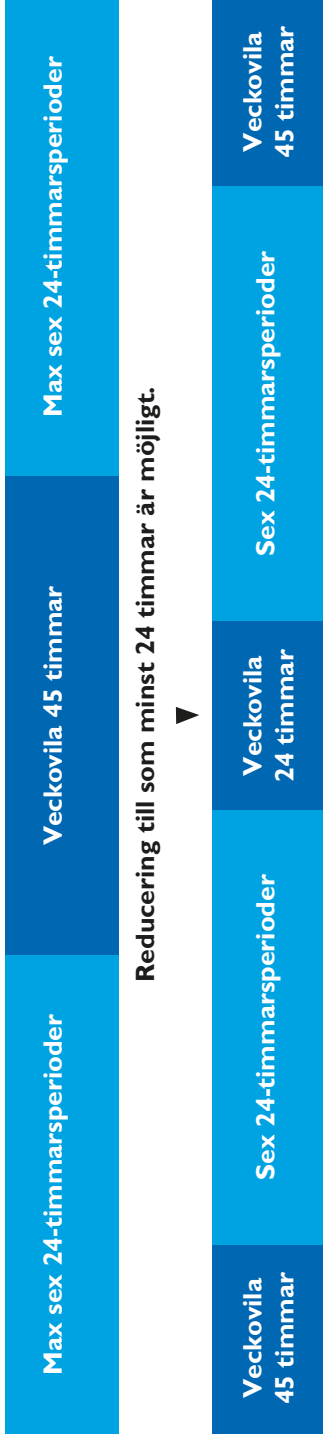 Max sex 24-timmarsperioder
Veckovila 45 timmar
Max sex 24-timmarsperioder
Reducering till som minst 24 timmar är möjligt.
Veckovila
45 timmar
Sex 24-timmarsperioder
Veckovila
24 timmar
Sex 24-timmarsperioder
Veckovila
45 timmar